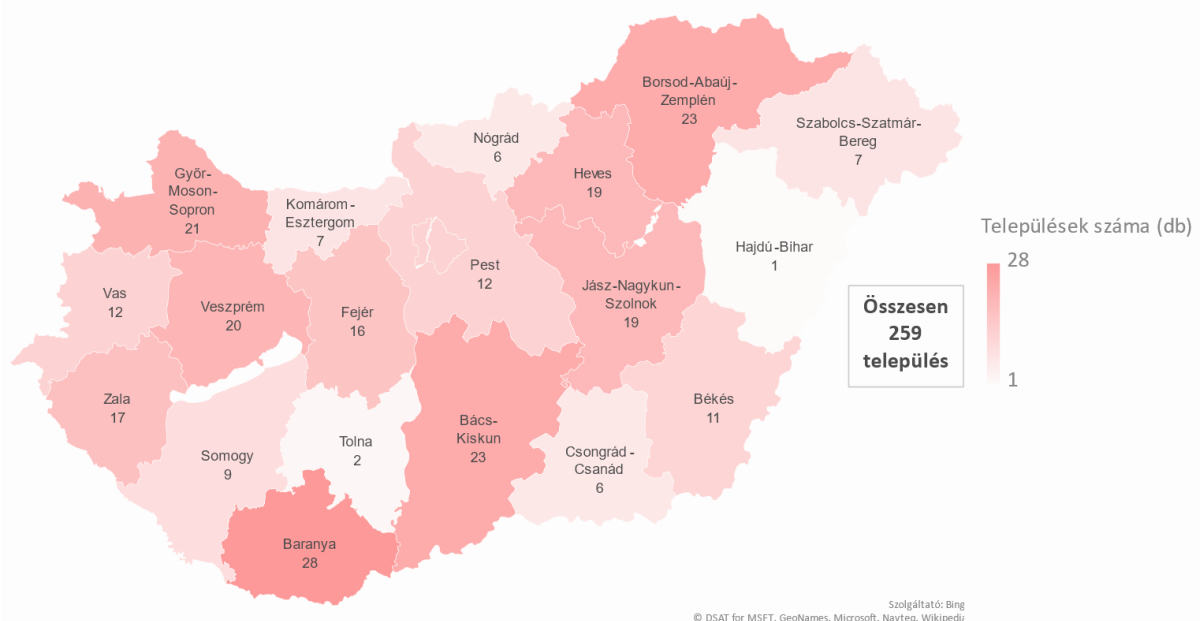 Borsod-Abaúj-
Zemplén
23
Szabolcs-Szatmár-
Bereg
7
Nógrád
6
Heves
19
Győr-
Moson-
Sopron
21
Komárom-
Esztergom
7
Hajdú-Bihar
1
Pest
12
Jász-Nagykun-
Szolnok
19
Vas
12
Veszprém
20
Fejér
16
Zala
17
Somogy
9
Tolna
2
Bács-
Kiskun
23
Békés
11
Csongrád-
Csanád
6
Baranya
28
Települések száma (db)
28
1
Összesen
259
település
Szolgáltató: Bing
© DSAT for MSFT, GeoNames, Microsoft, Navteq, Wikipedia